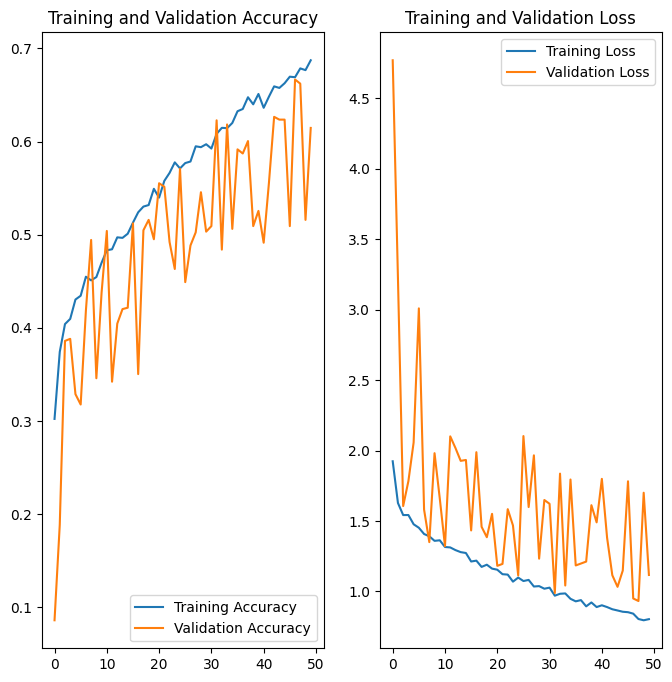 Training and Validation Accuracy
0.7
0.6
0.5
0.4
0.3
0.2
0.1
Training Accuracy
Validation Accuracy
0 10 20 30 40 50
Training and Validation Loss
Training Loss
Validation Loss
4.5
4.0
3.5
3.0
2.5
2.0
1.5
1.0
0 10 20 30 40 50